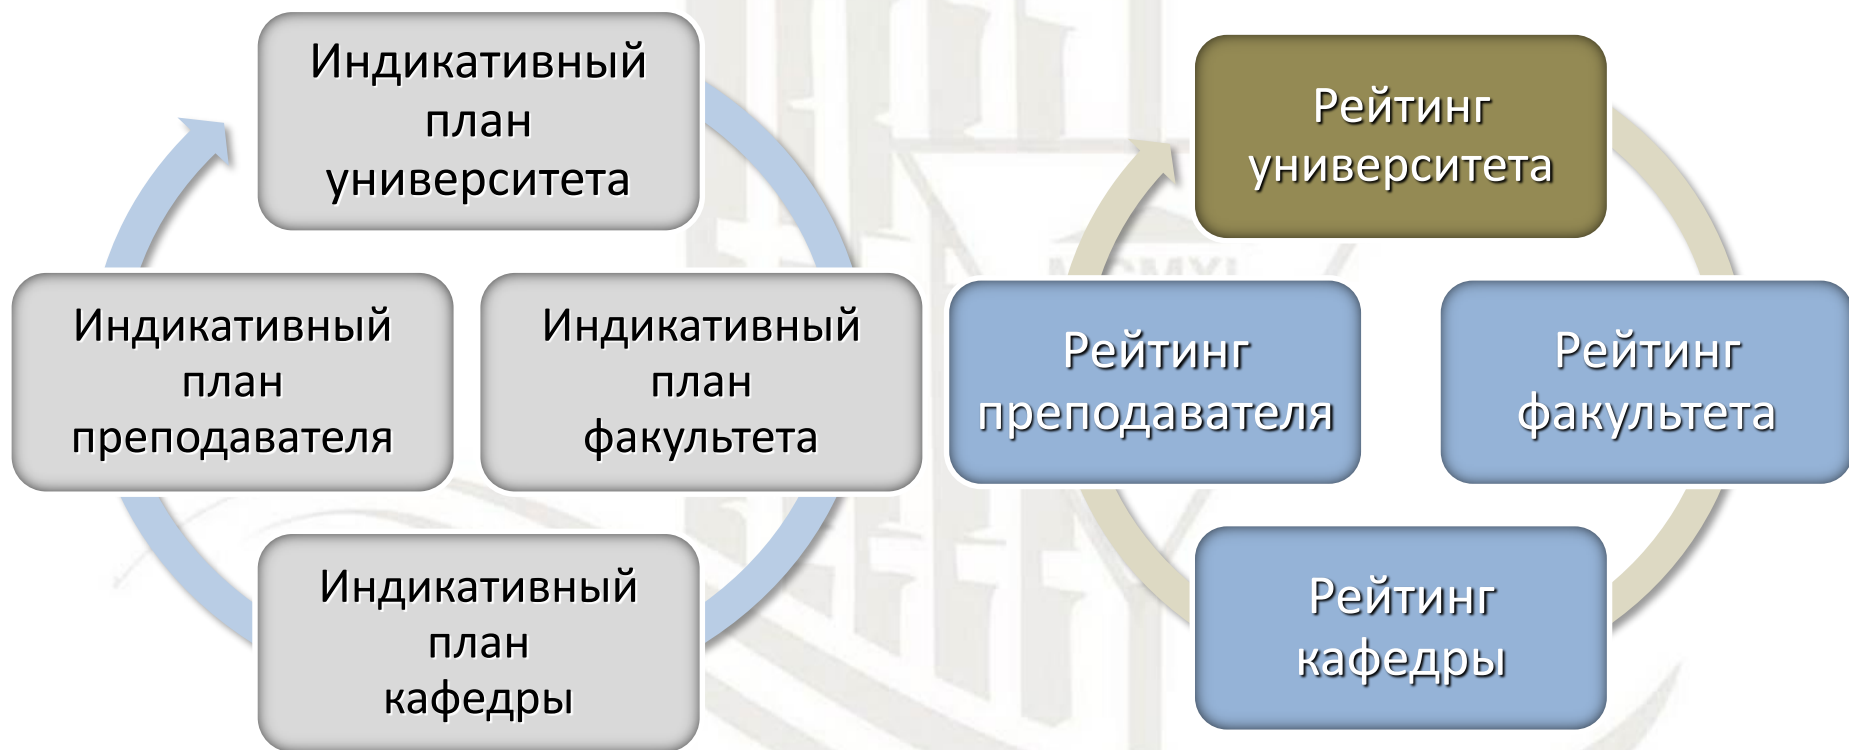 Индикативный
план
университета
Индикативный
план
преподавателя
Индикативный
план
факультета
Индикативный
план
кафедры
Рейтинг
университета
Рейтинг
преподавателя
Рейтинг
факультета
Рейтинг
кафедры